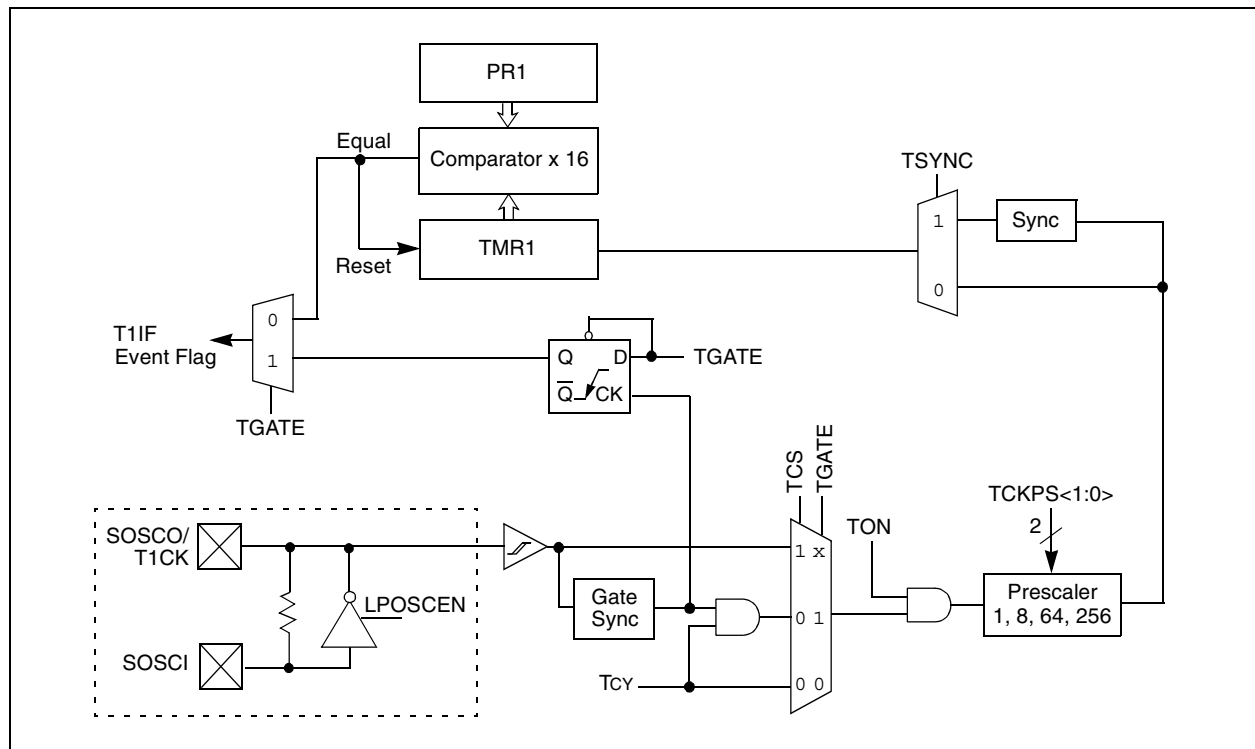 PR1
Equal
Comparator x 16
TSYNC
1
Sync
TMR1
Reset
0
0
T1IF
Event Flag
1
Q
D
TGATE
Q̅
CK
TGATE
TCS
TGATE
TCKPS<1:0>
SOSCO/
T1CK
TON
2
1 x
LPOSCEN
Gate
Sync
0 1
Prescaler
1, 8, 64, 256
SOSCI
TCY
0 0